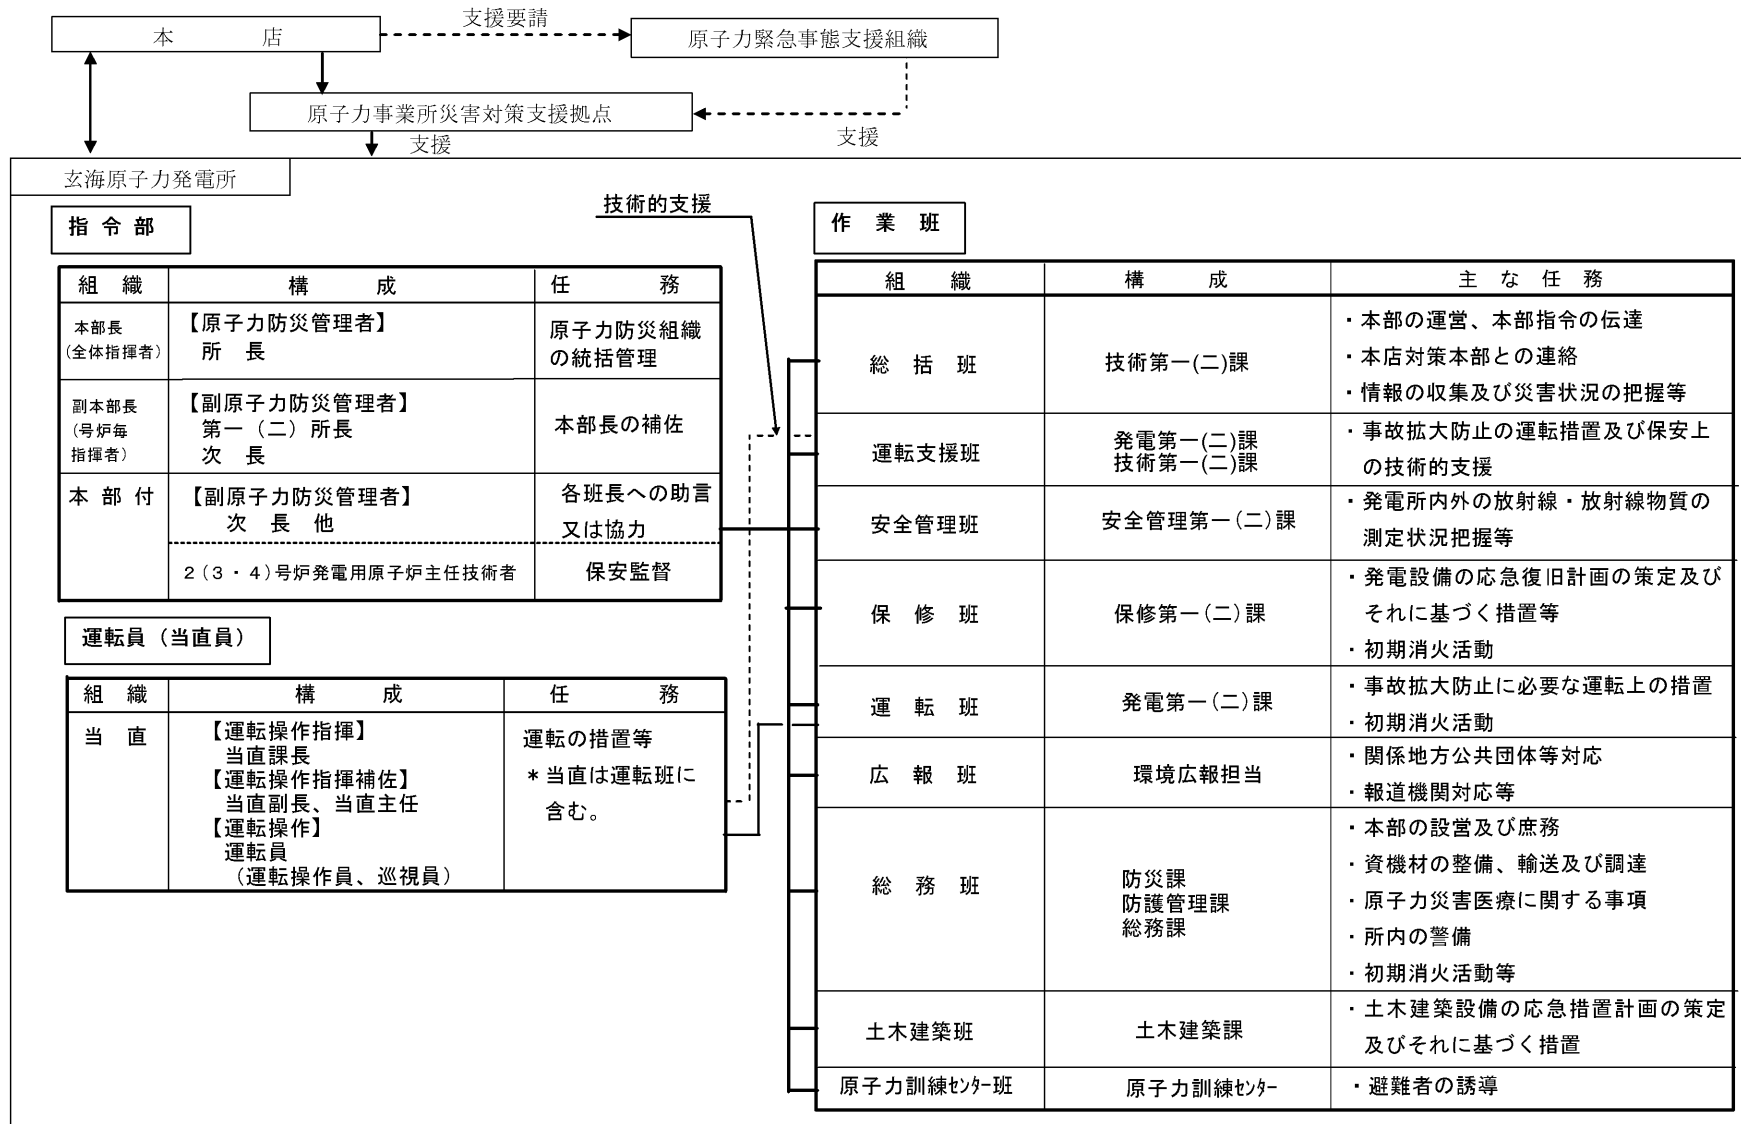 本 店
支援要請
原子力緊急事態支援組織
原子力事業所災害対策支援拠点
支援
支援
玄海原子力発電所
指 令 部
技術的支援
組 織 構 成 任 務
本部長
(全体指揮者)
【原子力防災管理者】
所 長
原子力防災組織
の統括管理
副本部長
(号炉毎
指揮者)
【副原子力防災管理者】
第一(二)所長
次 長
本部長の補佐
本 部 付
【副原子力防災管理者】
次 長 他
各班長への助言
又は協力
2(3・4)号炉発電用原子炉主任技術者
保安監督
運転員(当直員)
組 織 構 成 任 務
当 直
【運転操作指揮】
当直課長
【運転操作指揮補佐】
当直副長、当直主任
【運転操作】
運転員
(運転操作員、巡視員)
運転の措置等
*当直は運転班に
含む。
作 業 班
組 織 構 成 主 な 任 務
総 括 班
技術第一(二)課
・本部の運営、本部指令の伝達
・本店対策本部との連絡
・情報の収集及び災害状況の把握等
運転支援班
発電第一(二)課
技術第一(二)課
・事故拡大防止の運転措置及び保安上
の技術的支援
安全管理班
安全管理第一(二)課
・発電所内外の放射線・放射線物質の
測定状況把握等
保 修 班
保修第一(二)課
・発電設備の応急復旧計画の策定及び
それに基づく措置等
・初期消火活動
運 転 班
発電第一(二)課
・事故拡大防止に必要な運転上の措置
・初期消火活動
広 報 班
環境広報担当
・関係地方公共団体等対応
・報道機関対応等
総 務 班
防災課
防護管理課
総務課
・本部の設営及び庶務
・資機材の整備、輸送及び調達
・原子力災害医療に関する事項
・所内の警備
・初期消火活動等
土木建築班
土木建築課
・土木建築設備の応急措置計画の策定
及びそれに基づく措置
原子力訓練ｾﾝﾀｰ班
原子力訓練ｾﾝﾀｰ
・避難者の誘導